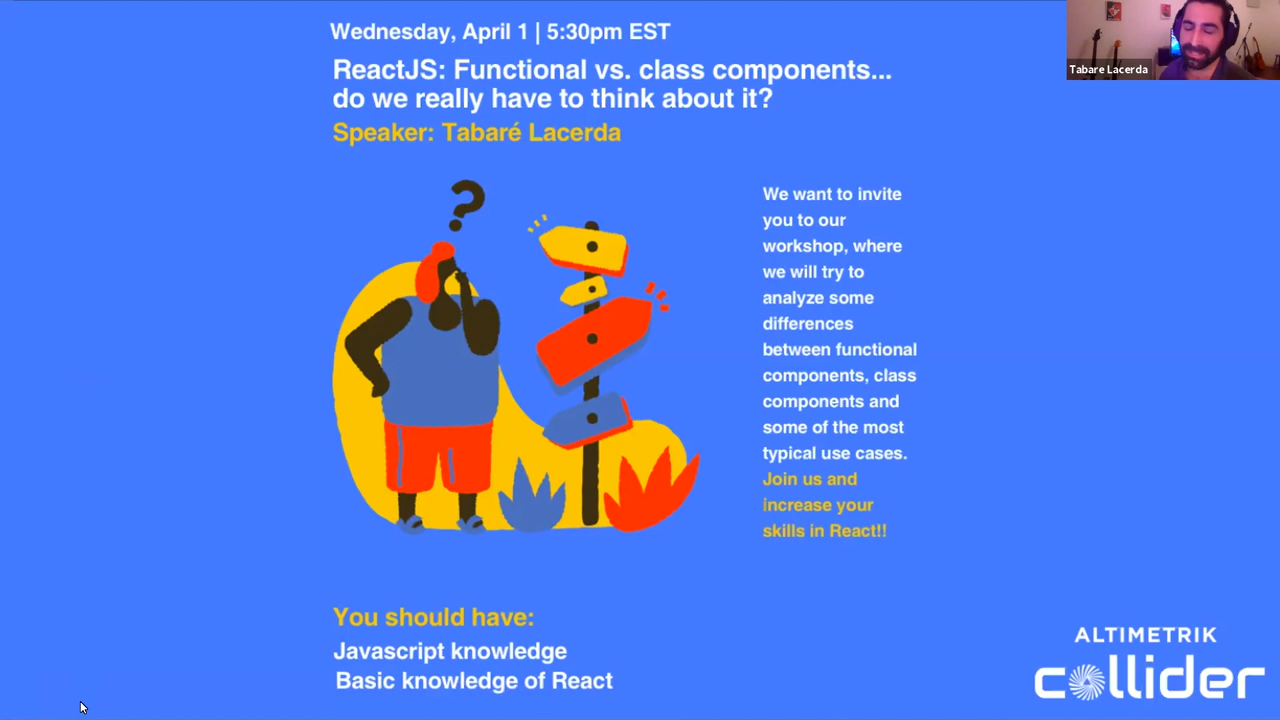 Wednesday, April 1 | 5:30pm EST
ReactJS: Functional vs. class components...
do we really have to think about it?
Speaker: Tabaré Lacerda
Tabare Lacerda
?
We want to invite
you to our
workshop, where
we will try to
analyze some
differences
between functional
components, class
components and
some of the most
typical use cases.
Join us and
increase your
skills in React!!
You should have:
Javascript knowledge
Basic knowledge of React
ALTIMETRIK
collider